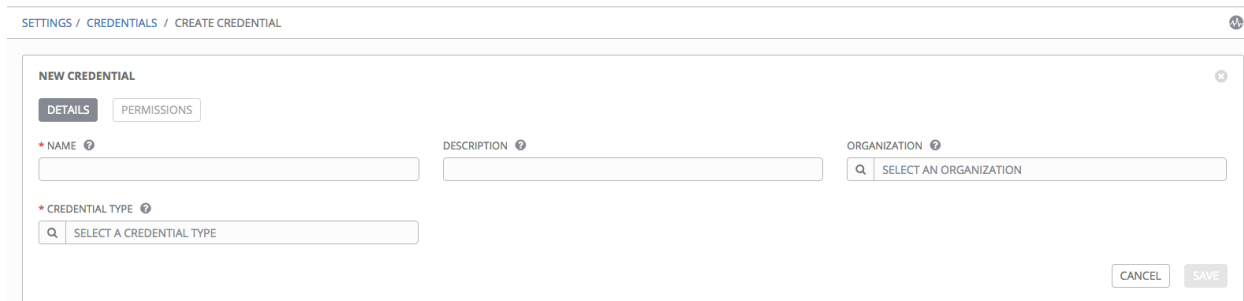 SETTINGS / CREDENTIALS / CREATE CREDENTIAL
NEW CREDENTIAL
DETAILS PERMISSIONS
* NAME ? DESCRIPTION ? ORGANIZATION ?
SELECT AN ORGANIZATION
* CREDENTIAL TYPE ?
SELECT A CREDENTIAL TYPE
CANCEL SAVE